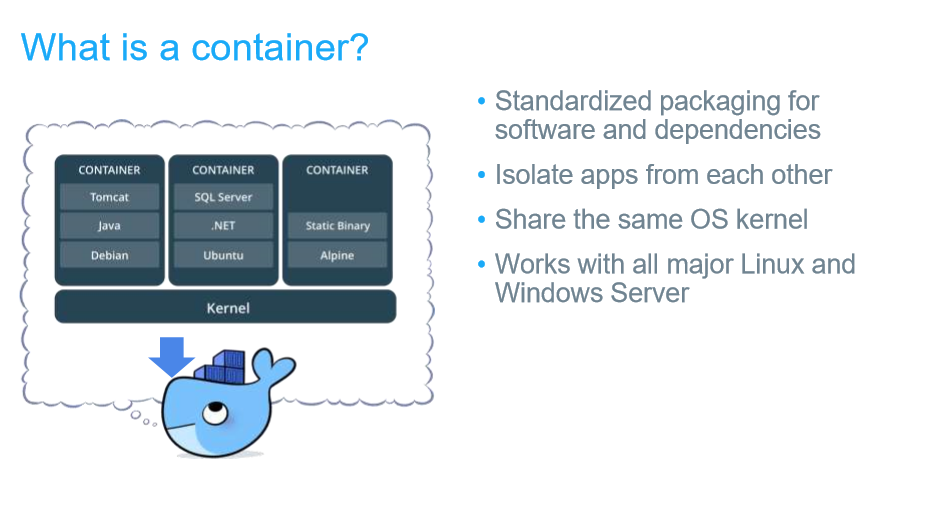 What is a container?
CONTAINER
Tomcat
Java
Debian
CONTAINER
SQL Server
.NET
Ubuntu
CONTAINER
Static Binary
Alpine
Kernel
• Standardized packaging for
software and dependencies
• Isolate apps from each other
• Share the same OS kernel
• Works with all major Linux and
Windows Server